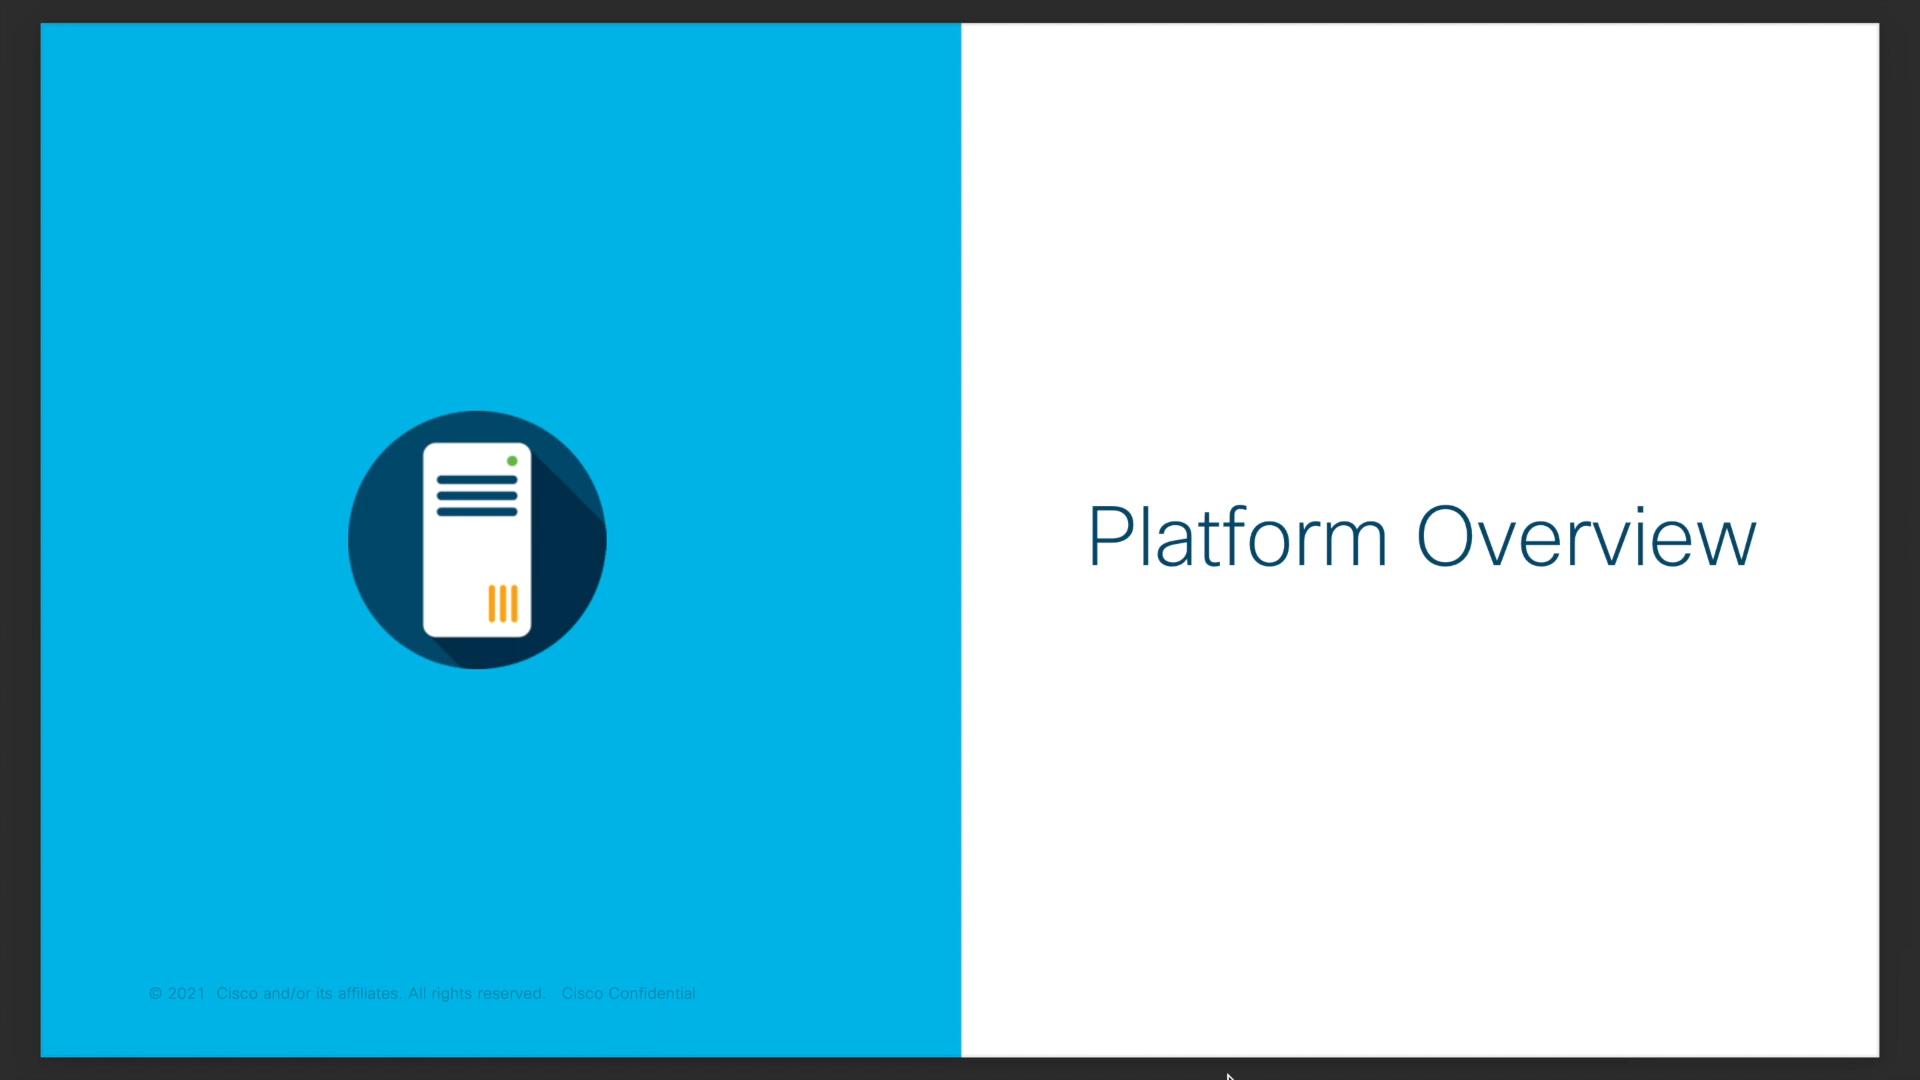 Platform Overview
© 2021 Cisco and/or its affiliates. All rights reserved. Cisco Confidential